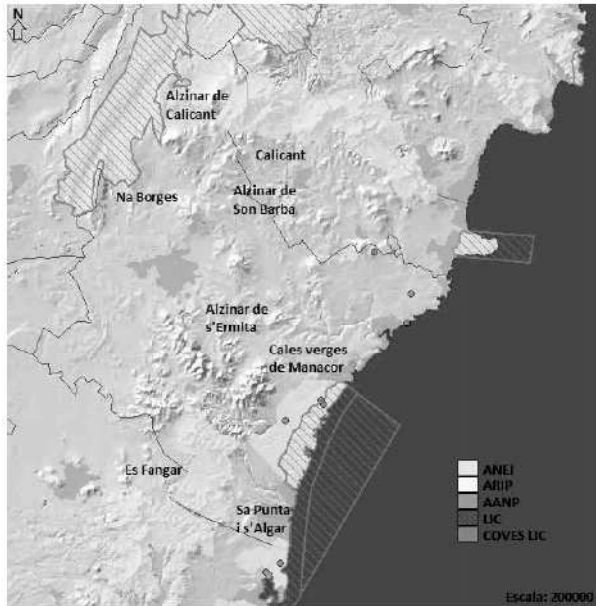 N
Alzinar de
Calicant
Calicant
Na Borges
Alzinar de
Son Barba
Alzinar de
s'Ermita
Cales verges
de Manacor
Es Fangar
Sa Punta
i s'Algar
ANEI
ARIP
AANP
LIC
COVES LIC
Escala: 200000